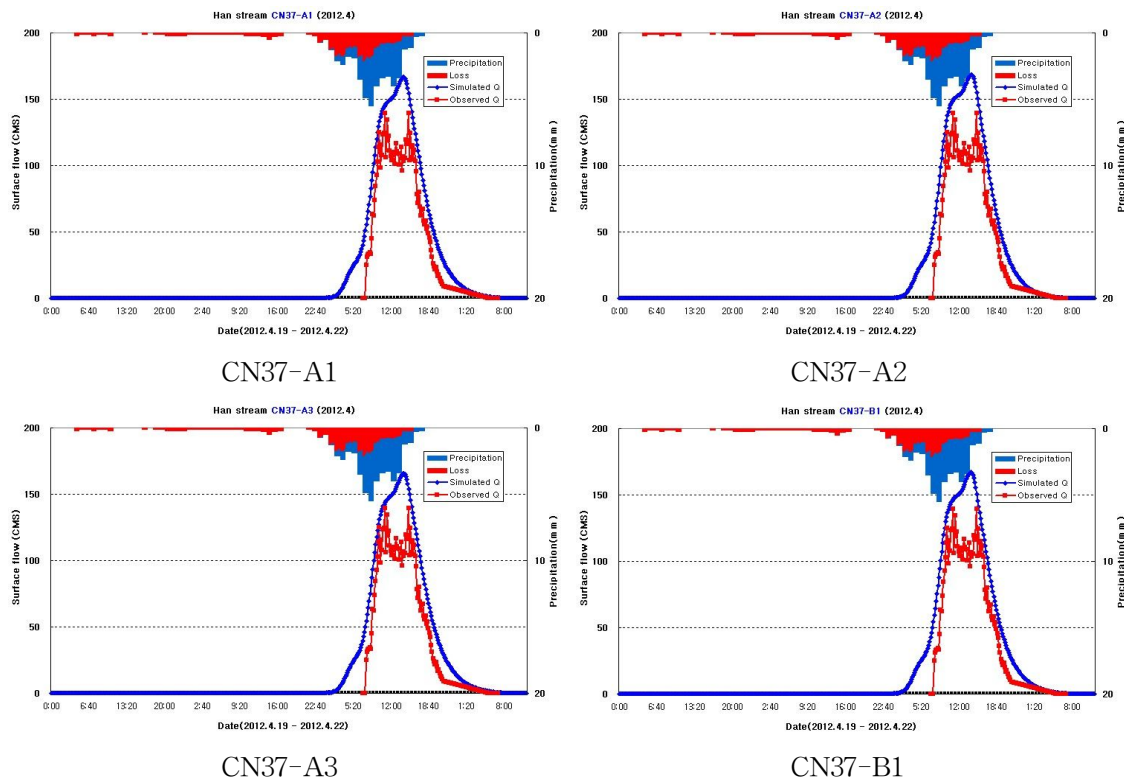 Han stream CN37-A1 (2012.4)
200
150
100
50
0
Surface flow (CMS)
0
10
20
Precipitation(m m)
Precipitation
Loss
Simulated Q
Observed Q
0:00 6:40 13:20 20:00 2:40 9:20 16:00 22:40 5:20 12:00 18:40 1:20 8:00
Date(2012.4.19 - 2012.4.22)
CN37-A1
Han stream CN37-A2 (2012.4)
200
150
100
50
0
Surface flow (CMS)
0
10
20
Precipitation(m m)
Precipitation
Loss
Simulated Q
Observed Q
0:00 6:40 13:20 20:00 2:40 9:20 16:00 22:40 5:20 12:00 18:40 1:20 8:00
Date(2012.4.19 - 2012.4.22)
CN37-A2
Han stream CN37-A3 (2012.4)
200
150
100
50
0
Surface flow (CMS)
0
10
20
Precipitation(m m)
Precipitation
Loss
Simulated Q
Observed Q
0:00 6:40 13:20 20:00 2:40 9:20 16:00 22:40 5:20 12:00 18:40 1:20 8:00
Date(2012.4.19 - 2012.4.22)
CN37-A3
Han stream CN37-B1 (2012.4)
200
150
100
50
0
Surface flow (CMS)
0
10
20
Precipitation(m m)
Precipitation
Loss
Simulated Q
Observed Q
0:00 6:40 13:20 20:00 2:40 9:20 16:00 22:40 5:20 12:00 18:40 1:20 8:00
Date(2012.4.19 - 2012.4.22)
CN37-B1